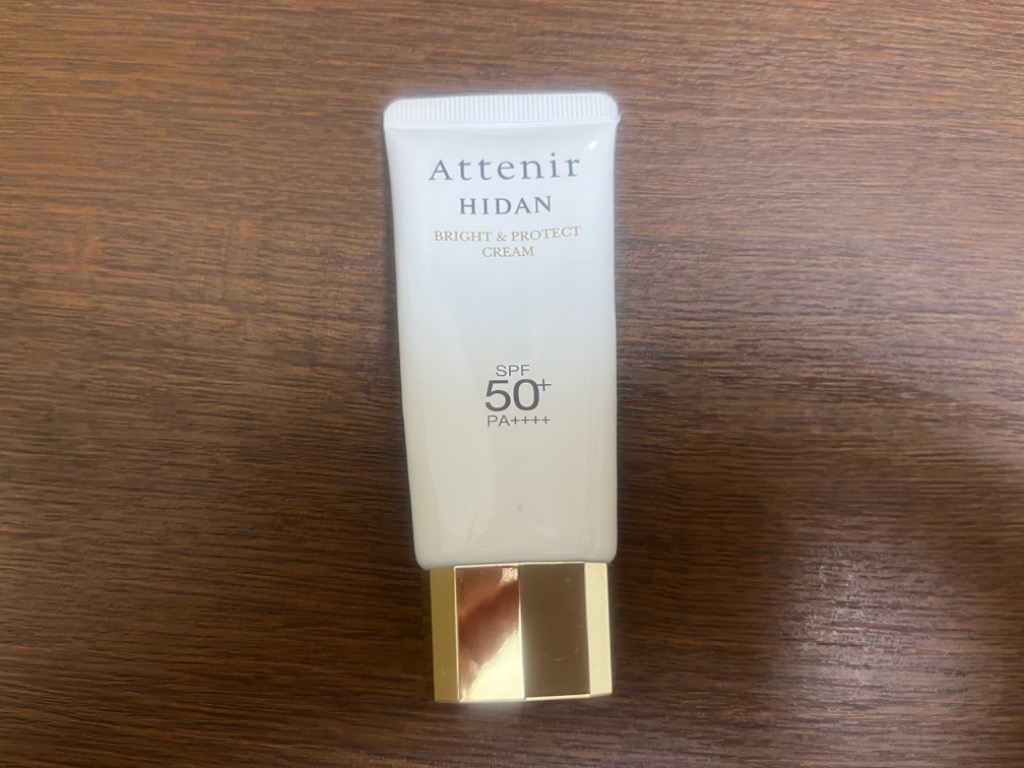 Attenir
HIDAN
BRIGHT & PROTECT
CREAM
SPF
50+
PA++++